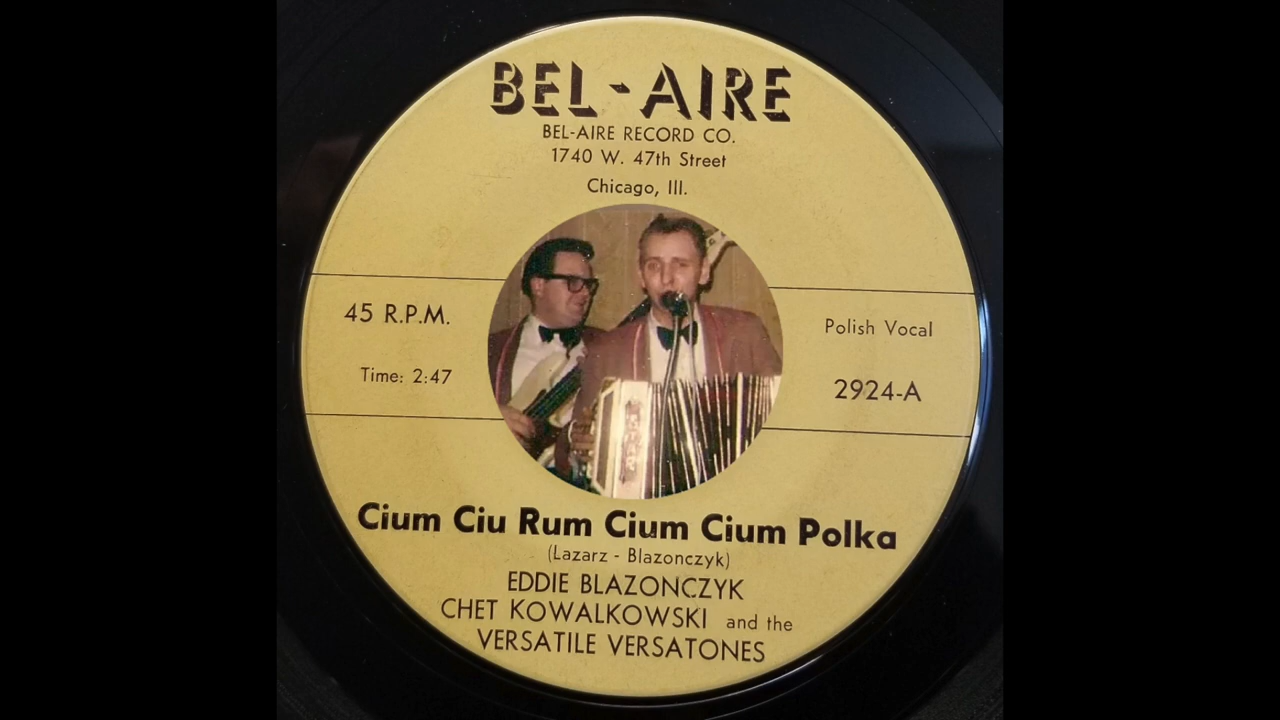 BEL-AIRE
BEL-AIRE RECORD CO.
1740 W. 47th Street
Chicago, Ill.
45 R.P.M.
Time: 2:47
Polish Vocal
2924-A
Cium Ciu Rum Cium Cium Polka
(Lazarz - Blazonczyk)
EDDIE BLAZONCZYK
CHET KOWALKOWSKI and the
VERSATILE VERSATONES